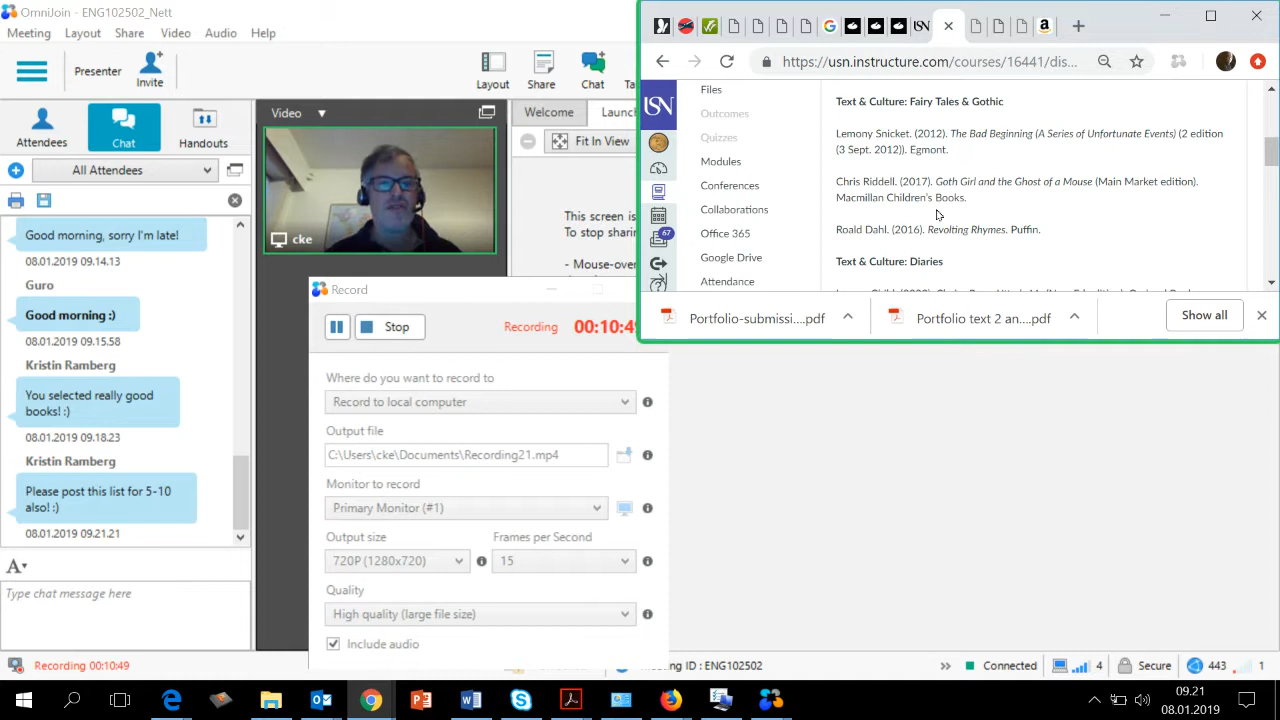 OmniJoin - ENG102502_Nett
Meeting Layout Share Video Audio Help
Presenter
Invite
Layout
Share
Chat
Attendees
Chat
Handouts
All Attendees
Good morning, sorry I'm late!
08.01.2019 09.14.13
Guro
Good morning :)
08.01.2019 09.15.58
Kristin Ramberg
You selected really good
books! :)
08.01.2019 09.18.23
Kristin Ramberg
Please post this list for 5-10
also! :)
08.01.2019 09.21.21
A
Type chat message here
Recording 00:10:49
Video
cke
Welcome
Fit In View
This screen is
To stop sharin
- Mouse-over
Record
Stop
Recording
00:10:49
Where do you want to record to
Record to local computer
Output file
C:\Users\cke\Documents\Recording21.mp4
Monitor to record
Primary Monitor (#1)
Output size
Frames per Second
720P (1280x720)
15
Quality
High quality (large file size)
Include audio
https://usn.instructure.com/courses/16441/dis...
USN
67
Files
Outcomes
Quizzes
Modules
Conferences
Collaborations
Office 365
Google Drive
Attendance
Text & Culture: Fairy Tales & Gothic
Lemony Snicket. (2012). The Bad Beginning (A Series of Unfortunate Events) (2 edition
(3 Sept. 2012)). Egmont.
Chris Riddell. (2017). Goth Girl and the Ghost of a Mouse (Main Market edition).
Macmillan Children's Books.
Roald Dahl. (2016). Revolting Rhymes. Puffin.
Text & Culture: Diaries
Portfolio-submissi....pdf
Portfolio text 2 an....pdf
Show all
ID : ENG102502
Connected
4
Secure
443
1
09.21
08.01.2019